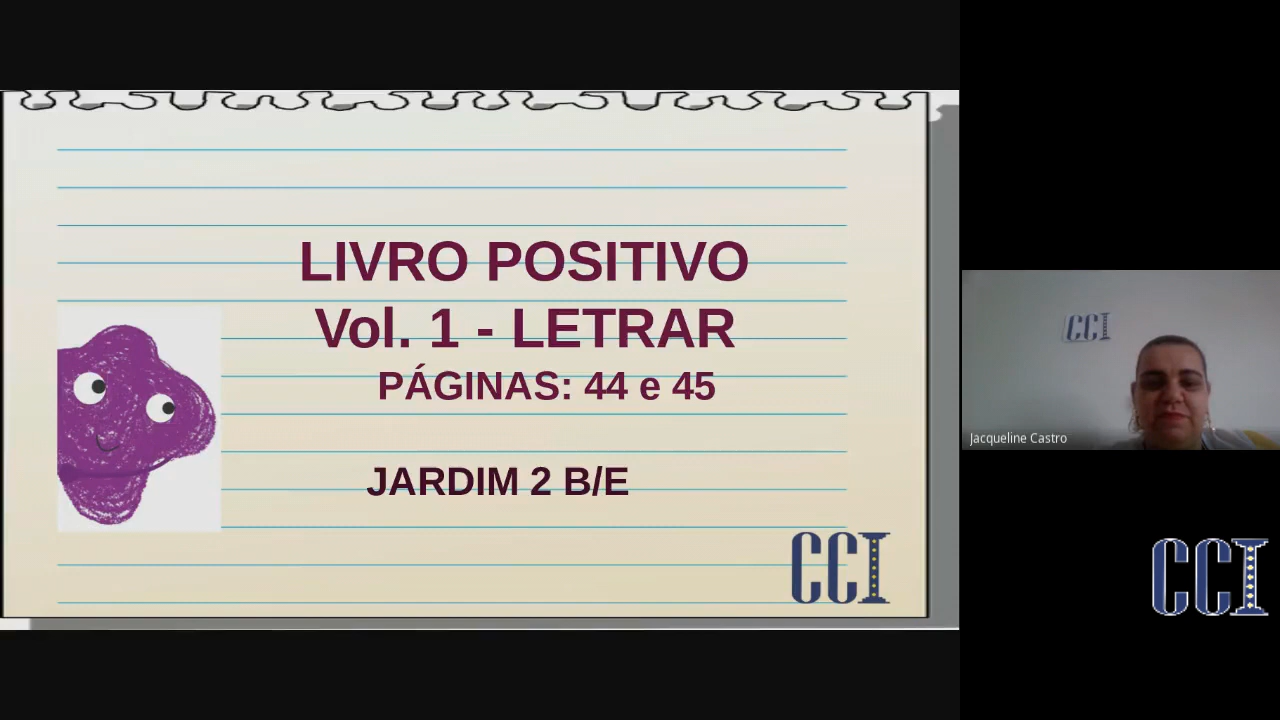 LIVRO POSITIVO
Vol. 1 - LETRAR
PÁGINAS: 44 e 45
JARDIM 2 B/E
CCI
CCI
Jacqueline Castro
CCI